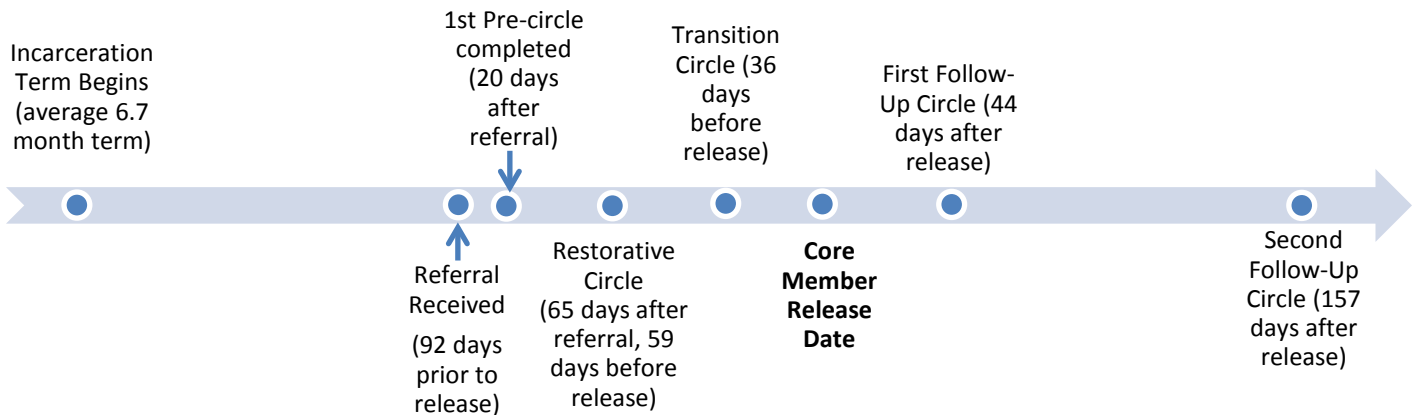 Incarceration
Term Begins
(average 6.7
month term)
1st Pre-circle
completed
(20 days
after
referral)
Transition
Circle (36
days
before
release)
First Follow-
Up Circle (44
days after
release)
Referral
Received
(92 days
prior to
release)
Restorative
Circle
(65 days after
referral, 59
days before
release)
Core
Member
Release
Date
Second
Follow-Up
Circle (157
days after
release)